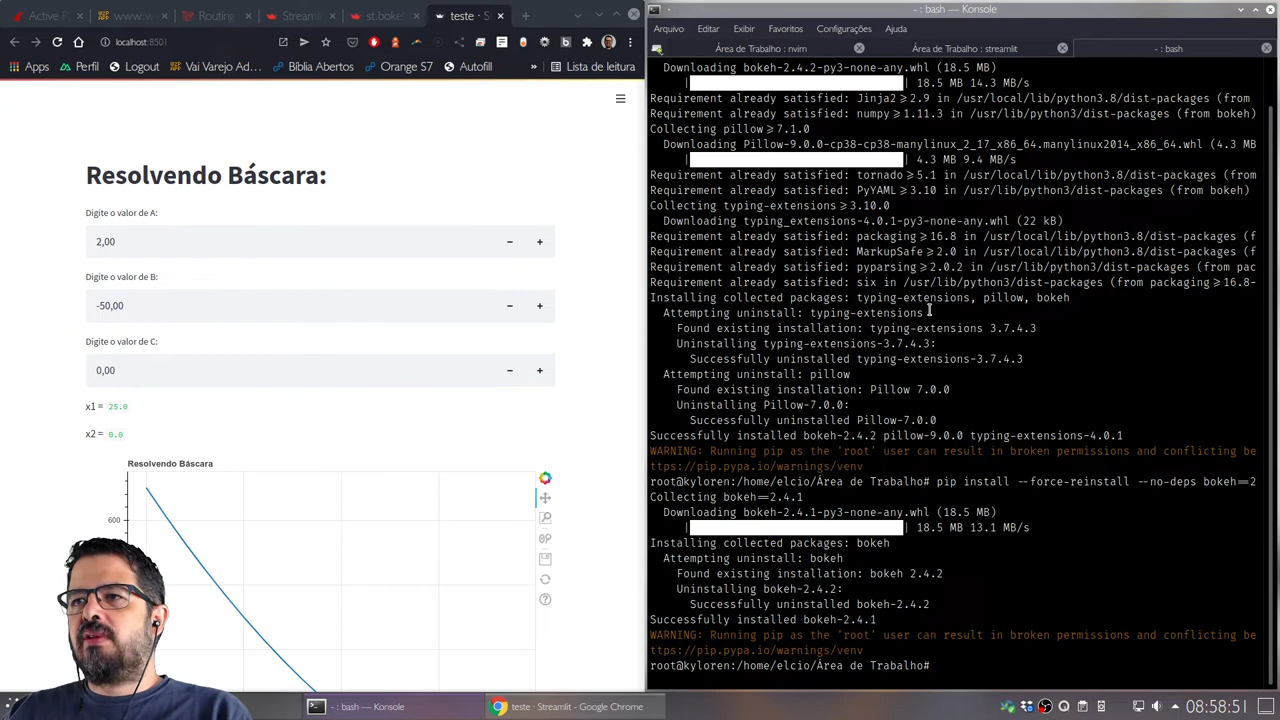 Active R
www.w
Routing
Stream
st.bokel
teste · S
localhost:8501
Apps
Perfil
Logout
Vai Varejo Ad...
Bíblia Abertos
Orange S7
»
Lista de leitura
Resolvendo Báscara:
Digite o valor de A:
2,00
Digite o valor de B:
-50,00
Digite o valor de C:
0,00
x1 = 25.0
x2 = 0.0
Resolvendo Báscara
600
- : bash — Konsole
Arquivo Editar Exibir Favoritos Configurações Ajuda
Área de Trabalho : nvim
Área de Trabalho : streamlit
- : bash
Downloading bokeh-2.4.2-py3-none-any.whl (18.5 MB)
| | 18.5 MB 14.3 MB/s
Requirement already satisfied: Jinja2>=2.9 in /usr/local/lib/python3.8/dist-packages (from
Requirement already satisfied: numpy>=1.11.3 in /usr/local/lib/python3.8/dist-packages (from bokeh)
Collecting pillow>=7.1.0
Downloading Pillow-9.0.0-cp38-cp38-manylinux_2_17_x86_64.manylinux2014_x86_64.whl (4.3 MB
| | 4.3 MB 9.4 MB/s
Requirement already satisfied: tornado>=5.1 in /usr/local/lib/python3.8/dist-packages (from
Requirement already satisfied: PyYAML>=3.10 in /usr/local/lib/python3/dist-packages (from bokeh)
Collecting typing-extensions>=3.10.0
Downloading typing_extensions-4.0.1-py3-none-any.whl (22 kB)
Requirement already satisfied: packaging>=16.8 in /usr/local/lib/python3.8/dist-packages (f
Requirement already satisfied: MarkupSafe>=2.0 in /usr/local/lib/python3.8/dist-packages (f
Requirement already satisfied: pyparsing>=2.0.2 in /usr/local/lib/python3/dist-packages (from pac
Requirement already satisfied: six in /usr/local/lib/python3/dist-packages (from packaging>=16.8-
Installing collected packages: typing-extensions, pillow, bokeh
Attempting uninstall: typing-extensions
Found existing installation: typing-extensions 3.7.4.3
Uninstalling typing-extensions-3.7.4.3:
Successfully uninstalled typing-extensions-3.7.4.3
Attempting uninstall: pillow
Found existing installation: Pillow 7.0.0
Uninstalling Pillow-7.0.0:
Successfully uninstalled Pillow-7.0.0
Successfully installed bokeh-2.4.2 pillow-9.0.0 typing-extensions-4.0.1
WARNING: Running pip as the 'root' user can result in broken permissions and conflicting be
ttps://pip.pypa.io/warnings/venv
root@kyloren:/home/elcio/Área de Trabalho# pip install --force-reinstall --no-deps bokeh==2
Collecting bokeh==2.4.1
Downloading bokeh-2.4.1-py3-none-any.whl (18.5 MB)
| | 18.5 MB 13.1 MB/s
Installing collected packages: bokeh
Attempting uninstall: bokeh
Found existing installation: bokeh 2.4.2
Uninstalling bokeh-2.4.2:
Successfully uninstalled bokeh-2.4.2
Successfully installed bokeh-2.4.1
WARNING: Running pip as the 'root' user can result in broken permissions and conflicting be
ttps://pip.pypa.io/warnings/venv
root@kyloren:/home/elcio/Área de Trabalho#
- : bash — Konsole
teste · Streamlit - Google Chrome
08:58:51